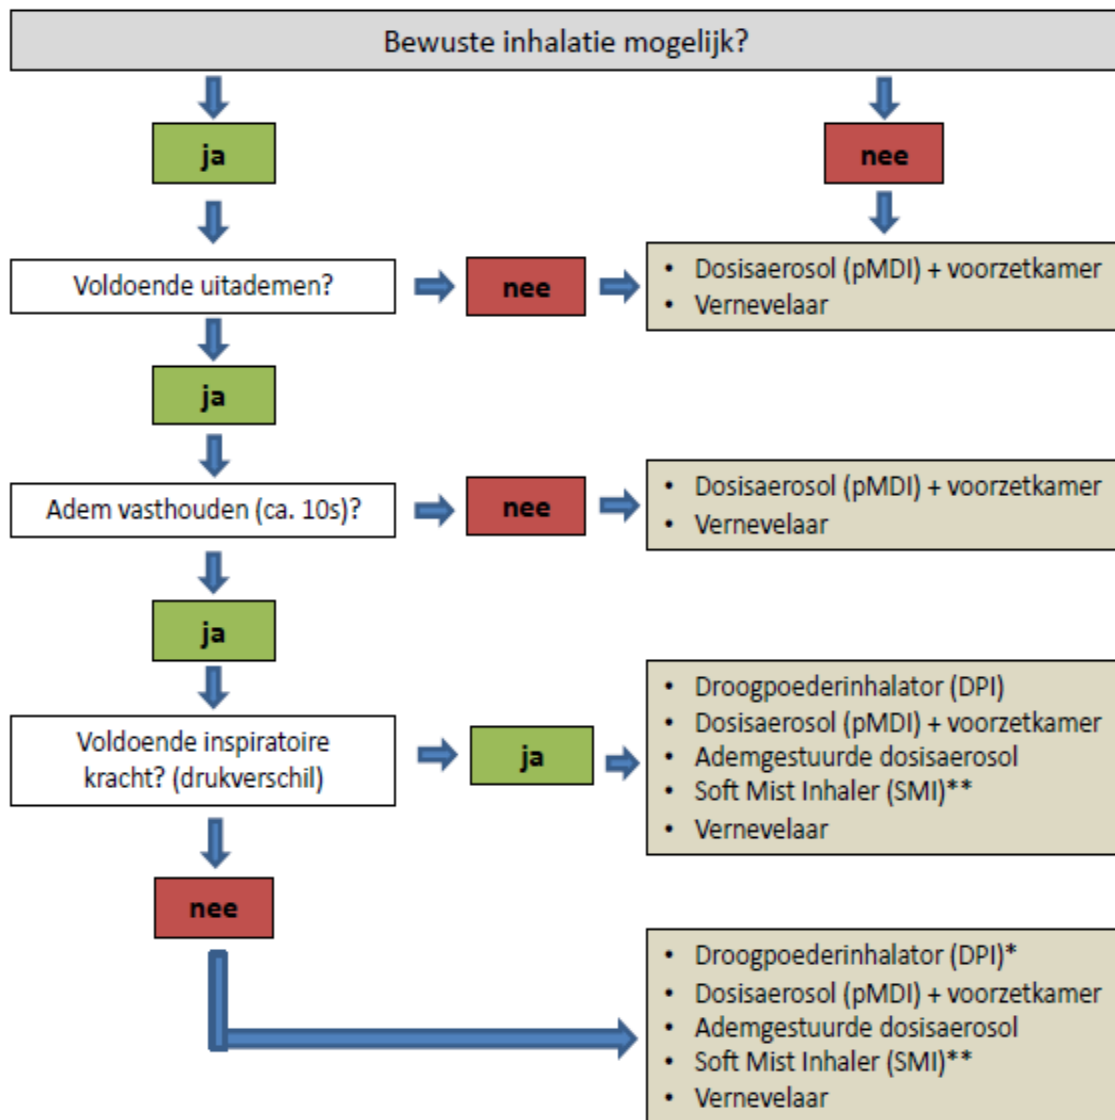 Bewuste inhalatie mogelijk?
ja
nee
Voldoende uitademen?
nee
• Dosisaerosol (pMDI) + voorzetkamer
• Vernevelaar
ja
Adem vasthouden (ca. 10s)?
nee
• Dosisaerosol (pMDI) + voorzetkamer
• Vernevelaar
ja
Voldoende inspiratoire
kracht? (drukverschil)
ja
• Droogpoederinhalator (DPI)
• Dosisaerosol (pMDI) + voorzetkamer
• Ademgestuurde dosisaerosol
• Soft Mist Inhaler (SMI)**
• Vernevelaar
nee
• Droogpoederinhalator (DPI)*
• Dosisaerosol (pMDI) + voorzetkamer
• Ademgestuurde dosisaerosol
• Soft Mist Inhaler (SMI)**
• Vernevelaar